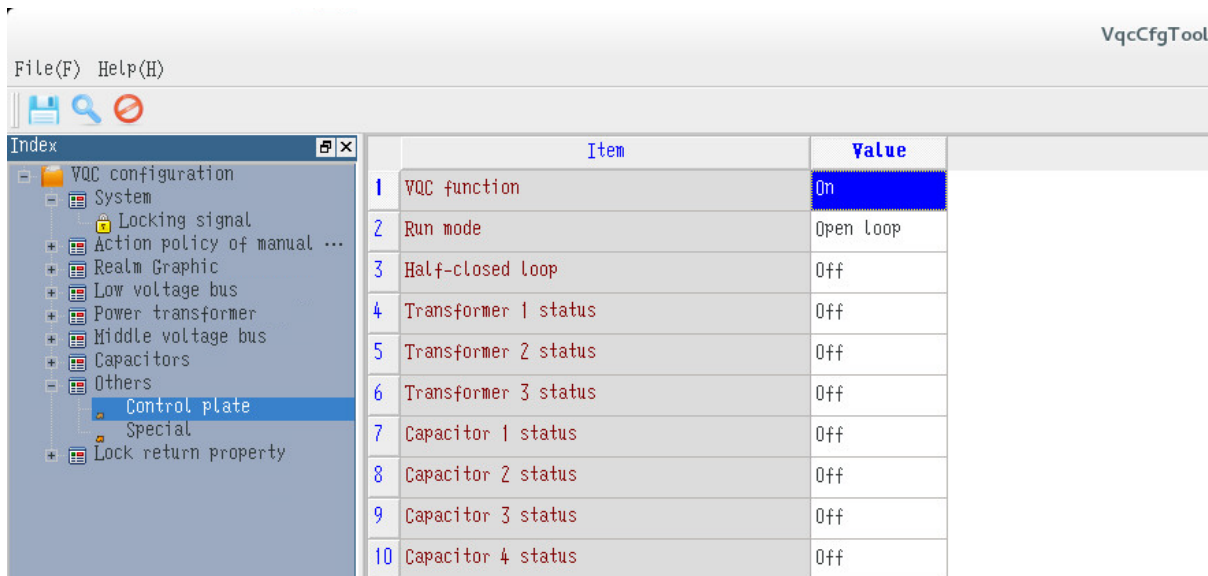 VqcCfgTool
File(F) Help(H)
Index
VQC configuration
System
Locking signal
Action policy of manual ...
Realm Graphic
Low voltage bus
Power transformer
Middle voltage bus
Capacitors
Others
Control plate
Special
Lock return property
Item Value
1 VQC function On
2 Run mode Open loop
3 Half-closed loop Off
4 Transformer 1 status Off
5 Transformer 2 status Off
6 Transformer 3 status Off
7 Capacitor 1 status Off
8 Capacitor 2 status Off
9 Capacitor 3 status Off
10 Capacitor 4 status Off